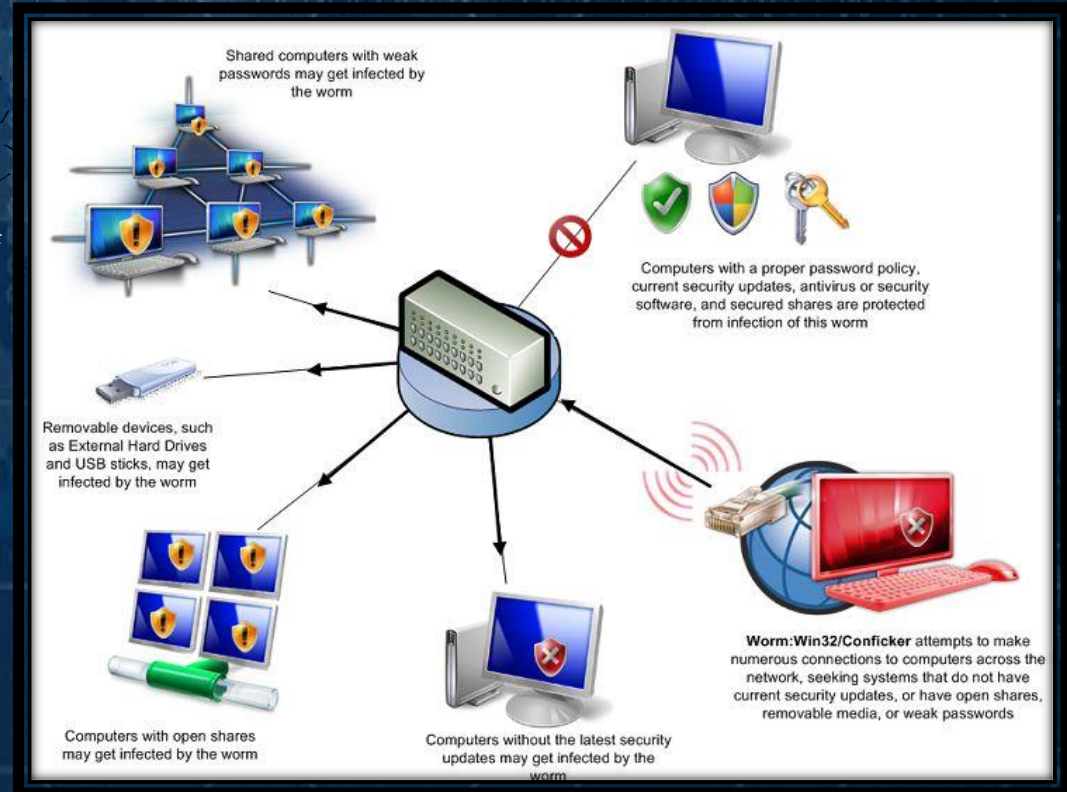 Shared computers with weak
passwords may get infected by
the worm
Computers with a proper password policy,
current security updates, antivirus or security
software, and secured shares are protected
from infection of this worm
Removable devices, such
as External Hard Drives
and USB sticks, may get
infected by the worm
Worm:Win32/Conficker attempts to make
numerous connections to computers across the
network, seeking systems that do not have
current security updates, or have open shares,
removable media, or weak passwords
Computers with open shares
may get infected by the worm
Computers without the latest security
updates may get infected by the
worm